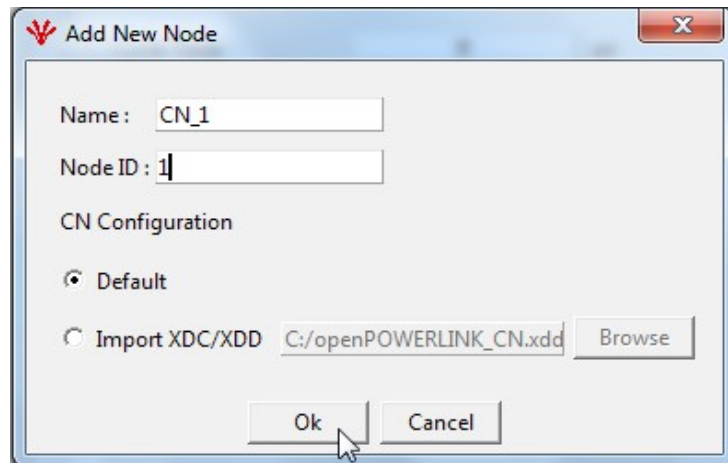 Add New Node
Name : CN_1
Node ID : 1
CN Configuration
Default
Import XDC/XDD C:/openPOWERLINK_CN.xdd Browse
Ok Cancel